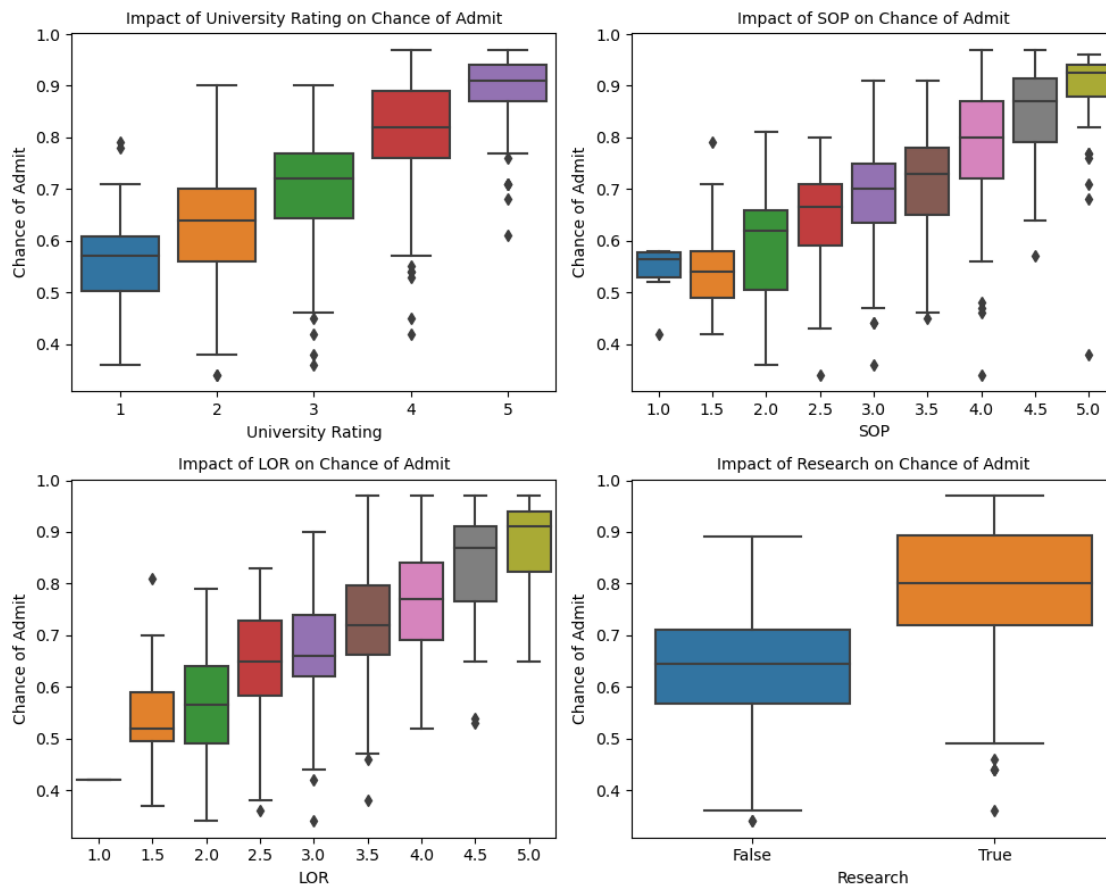 Impact of University Rating on Chance of Admit
Chance of Admit
1.0
0.9
0.8
0.7
0.6
0.5
0.4
1 2 3 4 5
University Rating
Impact of SOP on Chance of Admit
Chance of Admit
1.0
0.9
0.8
0.7
0.6
0.5
0.4
1.0 1.5 2.0 2.5 3.0 3.5 4.0 4.5 5.0
SOP
Impact of LOR on Chance of Admit
Chance of Admit
1.0
0.9
0.8
0.7
0.6
0.5
0.4
1.0 1.5 2.0 2.5 3.0 3.5 4.0 4.5 5.0
LOR
Impact of Research on Chance of Admit
Chance of Admit
1.0
0.9
0.8
0.7
0.6
0.5
0.4
False True
Research